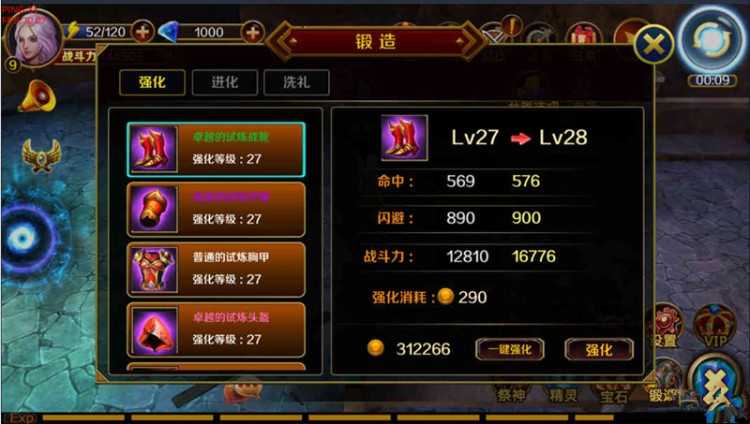 52/120
1000
锻造
9
战斗力
00:09
强化
进化
洗礼
卓越的试炼战靴
强化等级：27
强化等级：27
普通的试炼胸甲
强化等级：27
卓越的试炼头盔
强化等级：27
Lv27
Lv28
命中：
569
576
闪避：
890
900
战斗力：
12810
16776
强化消耗：
290
312266
一键强化
强化
设置
VIP
祭神
精灵
宝石
锻造
Exp